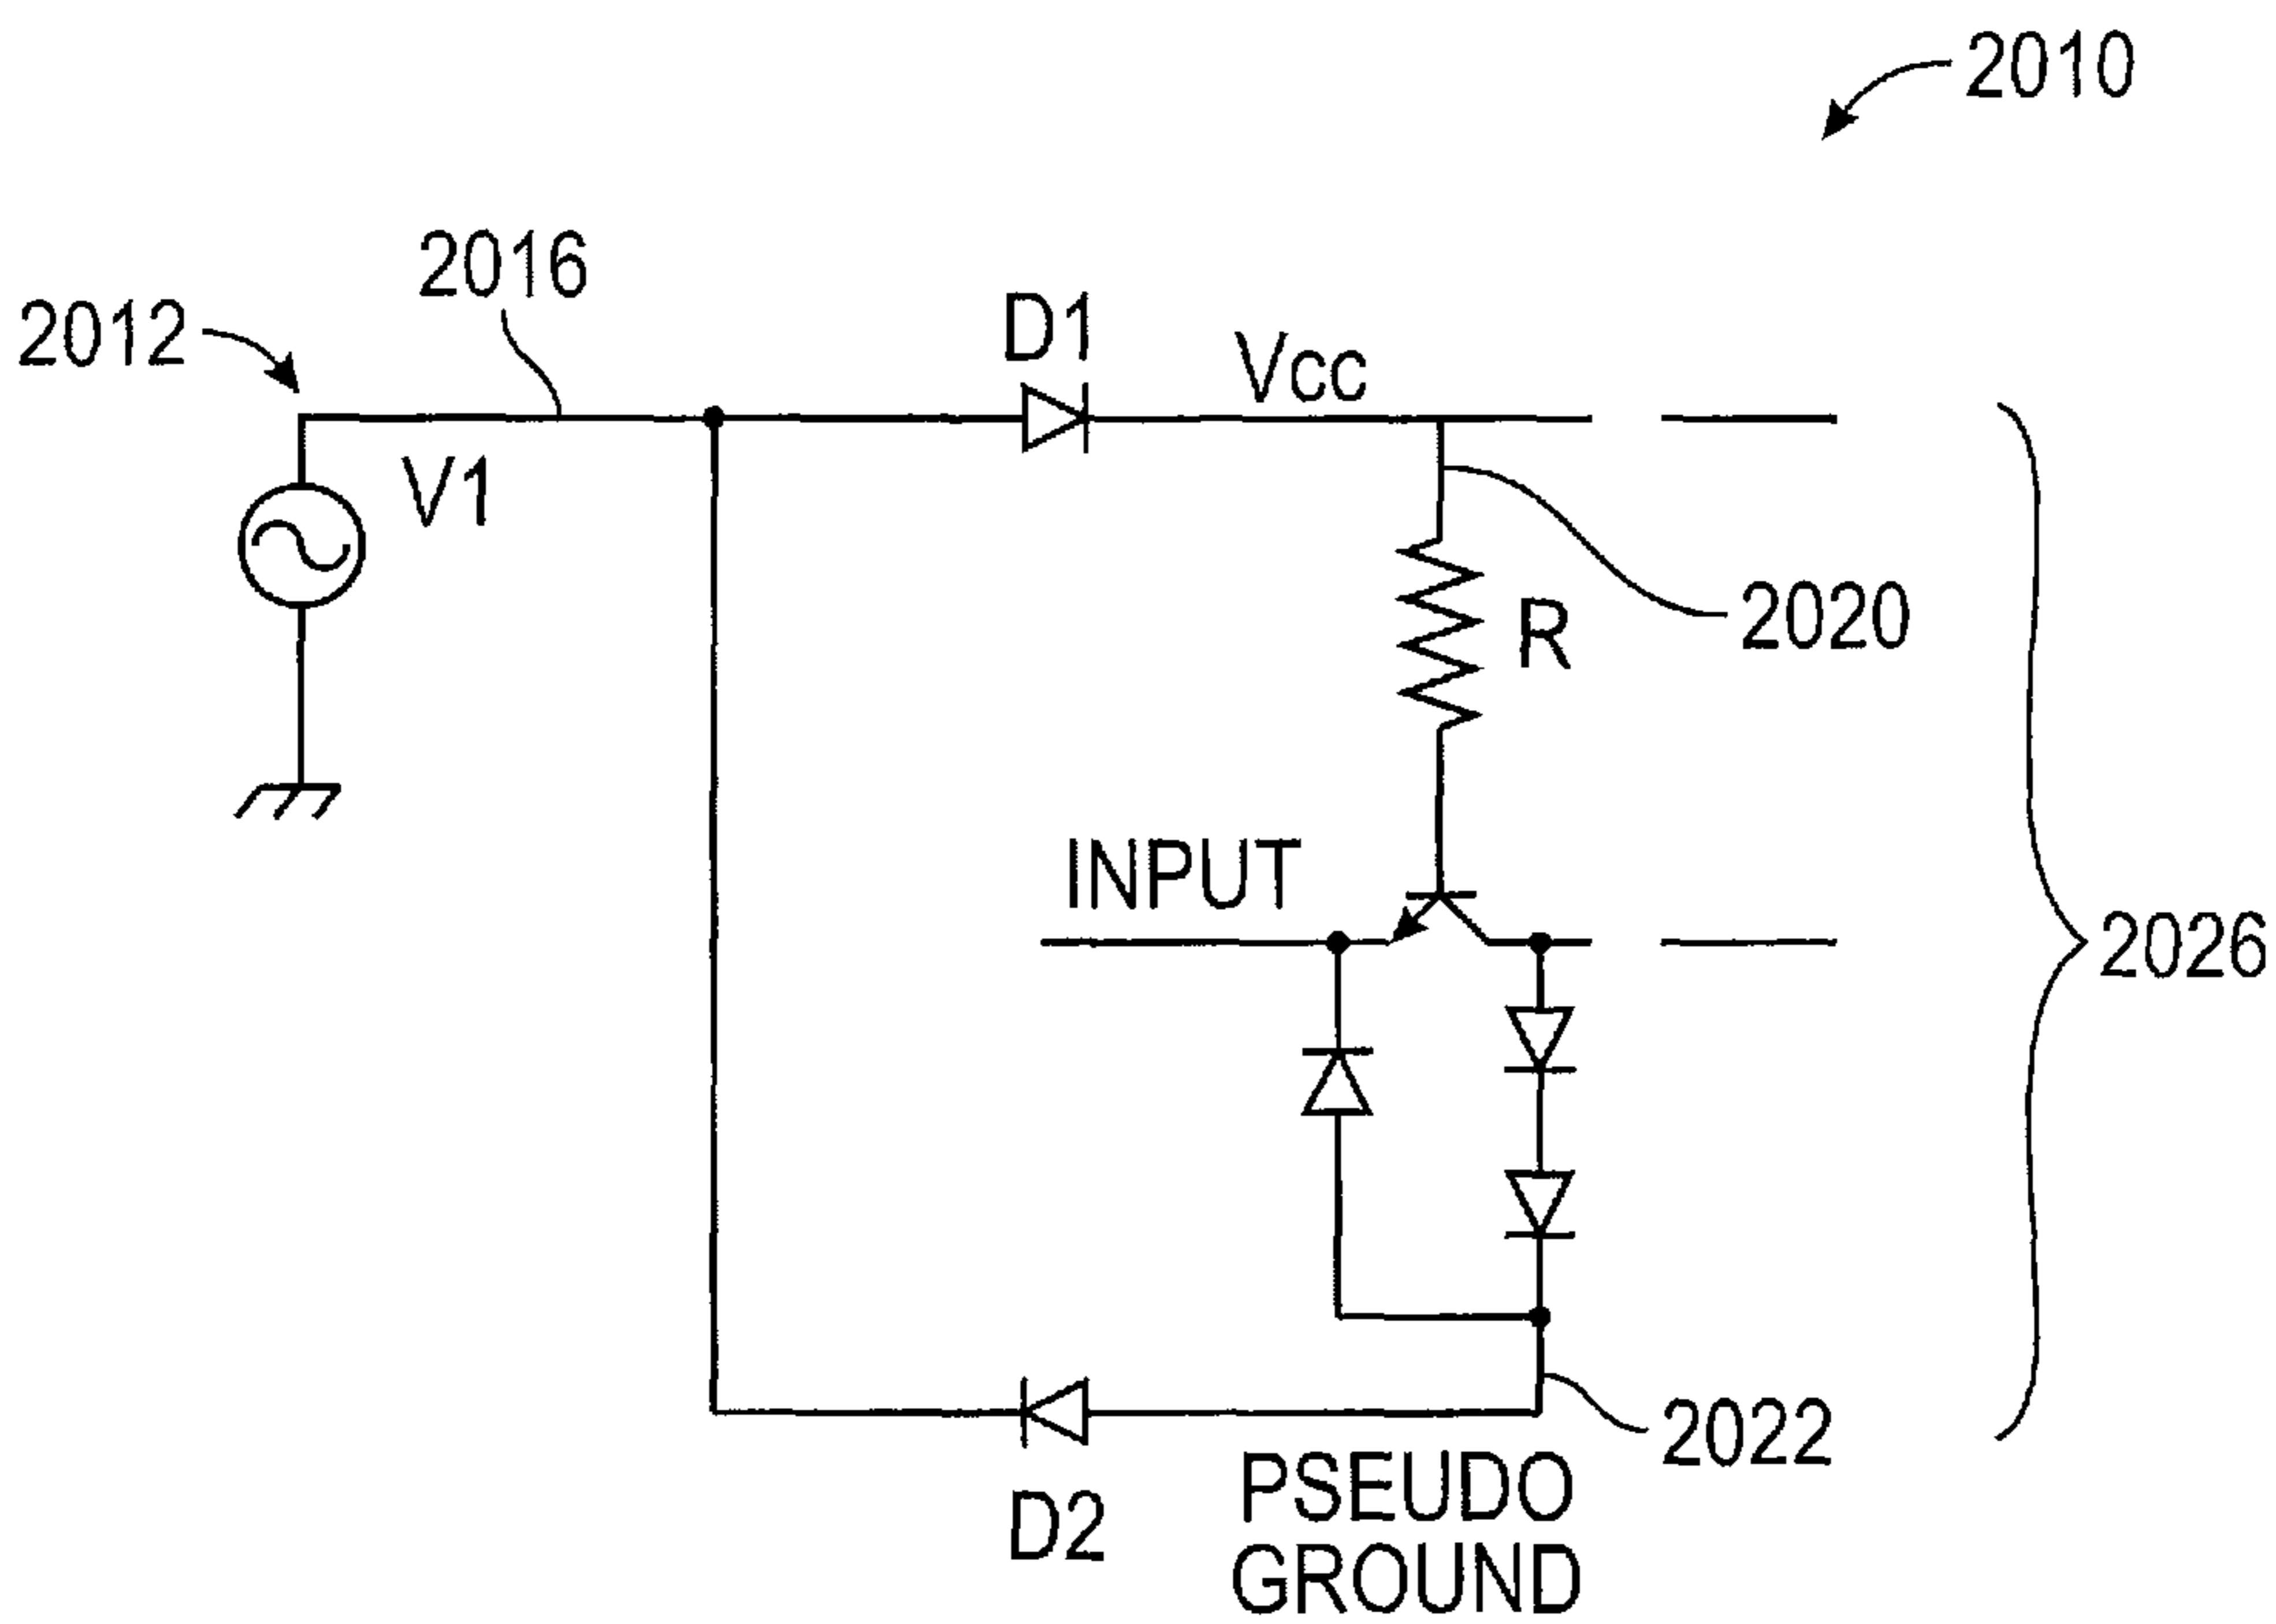 2010
2016
2012
D1
Vcc
V1
2020
R
INPUT
2026
2022
D2
PSEUDO
GROUND